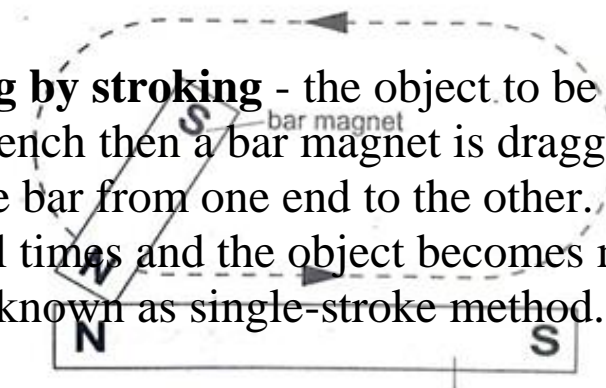 g by stroking - the object to be
S
bar magnet
ench then a bar magnet is dragg
e bar from one end to the other.
l times and the object becomes
N
known as single-stroke method.
N
S